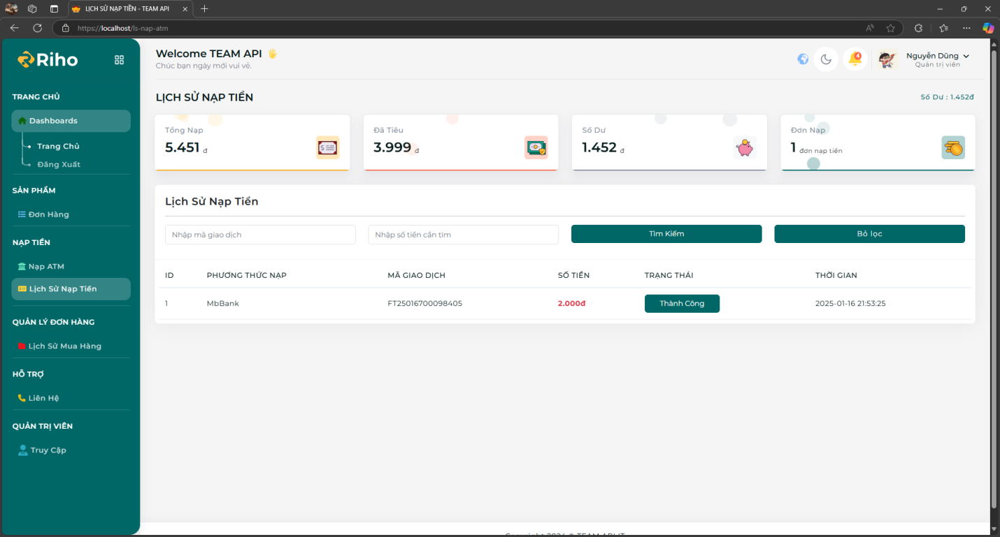 LỊCH SỬ NẠP TIỀN - TEAM API
https://localhost/ls-nap-atm
Riho
TRANG CHỦ
Dashboards
Trang Chủ
Đăng Xuất
SẢN PHẨM
Đơn Hàng
NẠP TIỀN
Nạp ATM
Lịch Sử Nạp Tiền
QUẢN LÝ ĐƠN HÀNG
Lịch Sử Mua Hàng
HỖ TRỢ
Liên Hệ
QUẢN TRỊ VIÊN
Truy Cập
Welcome TEAM API
Chúc bạn ngày mới vui vẻ.
4
Nguyễn Dũng
Quản trị viên
LỊCH SỬ NẠP TIỀN
Số Dư : 1.452đ
Tổng Nạp
5.451 đ
Đã Tiêu
3.999 đ
Số Dư
1.452 đ
Đơn Nạp
1 đơn nạp tiền
Lịch Sử Nạp Tiền
Nhập mã giao dịch
Nhập số tiền cần tìm
Tìm Kiếm
Bỏ lọc
ID PHƯƠNG THỨC NẠP MÃ GIAO DỊCH SỐ TIỀN TRẠNG THÁI THỜI GIAN
1 MbBank FT25016700098405 2.000đ Thành Công 2025-01-16 21:53:25